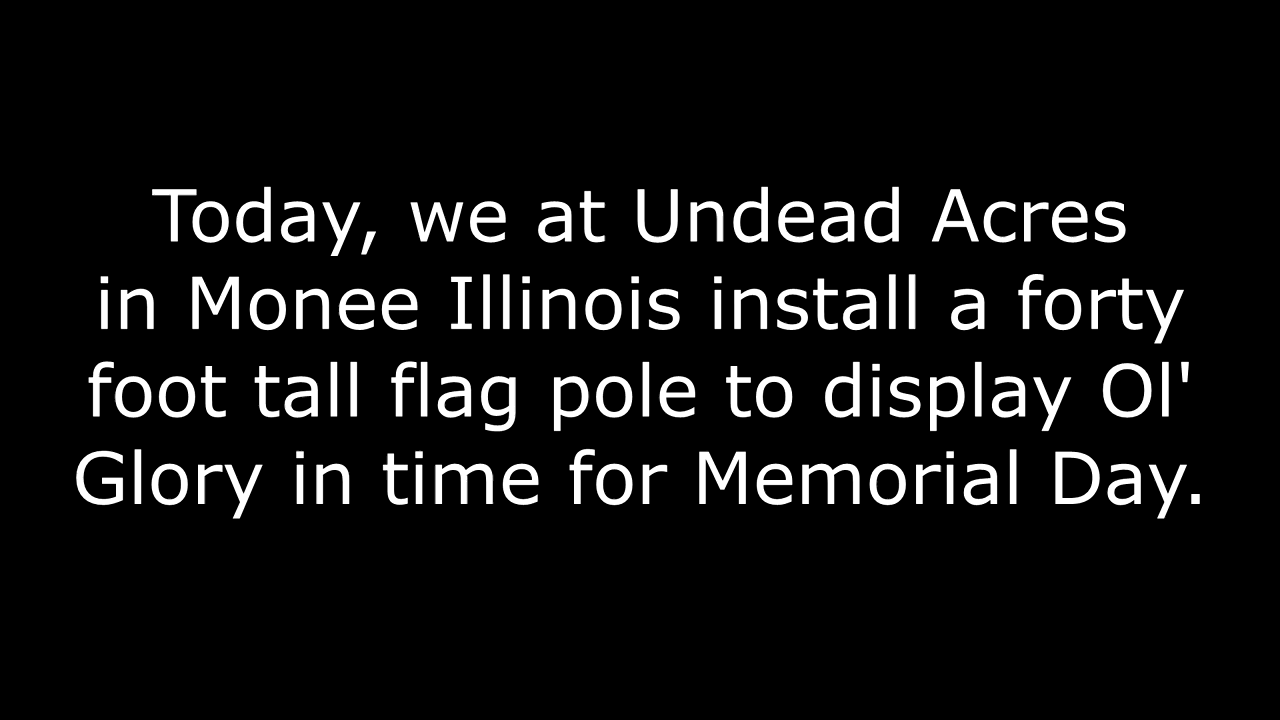 Today, we at Undead Acres
in Monee Illinois install a forty
foot tall flag pole to display Ol'
Glory in time for Memorial Day.